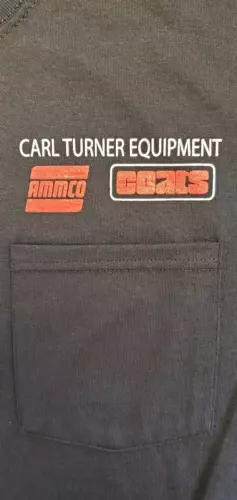 CARL TURNER EQUIPMENT
AMMCO coats